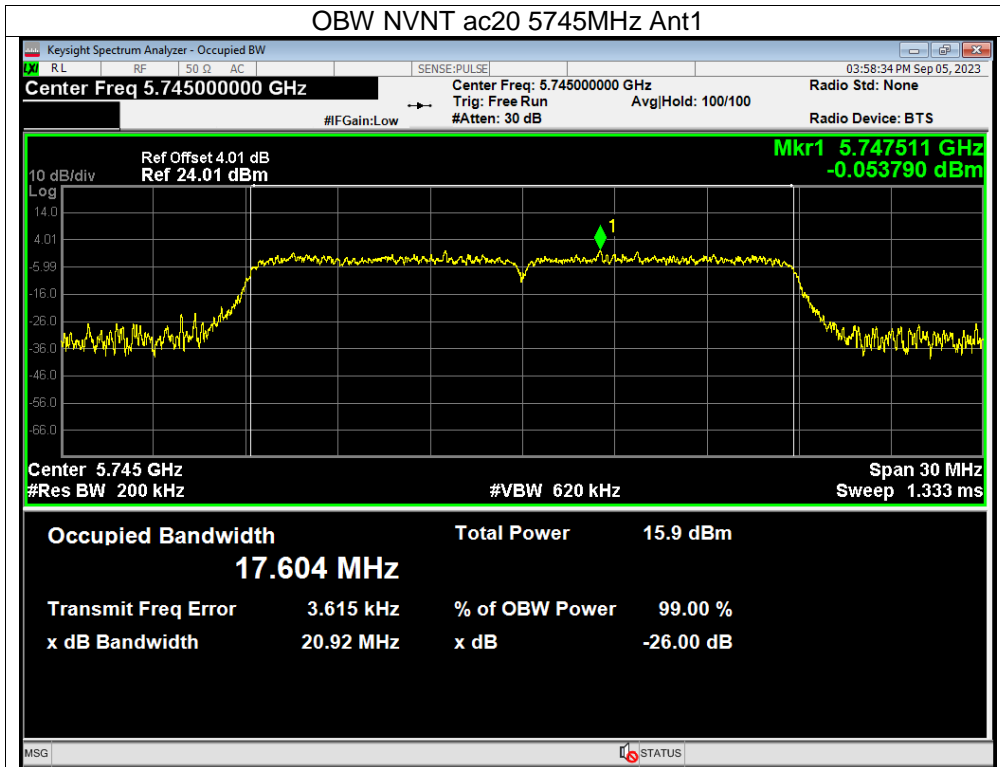 OBW NVNT ac20 5745MHz Ant1
Keysight Spectrum Analyzer - Occupied BW
LXI RL RF 50 Ω AC SENSE:PULSE 03:58:34 PM Sep 05, 2023
Center Freq 5.745000000 GHz Center Freq: 5.745000000 GHz Radio Std: None
Trig: Free Run Avg|Hold: 100/100
#IFGain:Low #Atten: 30 dB Radio Device: BTS
Mkr1 5.747511 GHz
-0.053790 dBm
Ref Offset 4.01 dB
10 dB/div Ref 24.01 dBm
Log
14.0
1
4.01
-5.99
-16.0
-26.0
-36.0
-46.0
-56.0
-66.0
Center 5.745 GHz Span 30 MHz
#Res BW 200 kHz #VBW 620 kHz Sweep 1.333 ms
Occupied Bandwidth Total Power 15.9 dBm
17.604 MHz
Transmit Freq Error 3.615 kHz % of OBW Power 99.00 %
x dB Bandwidth 20.92 MHz x dB -26.00 dB
MSG STATUS